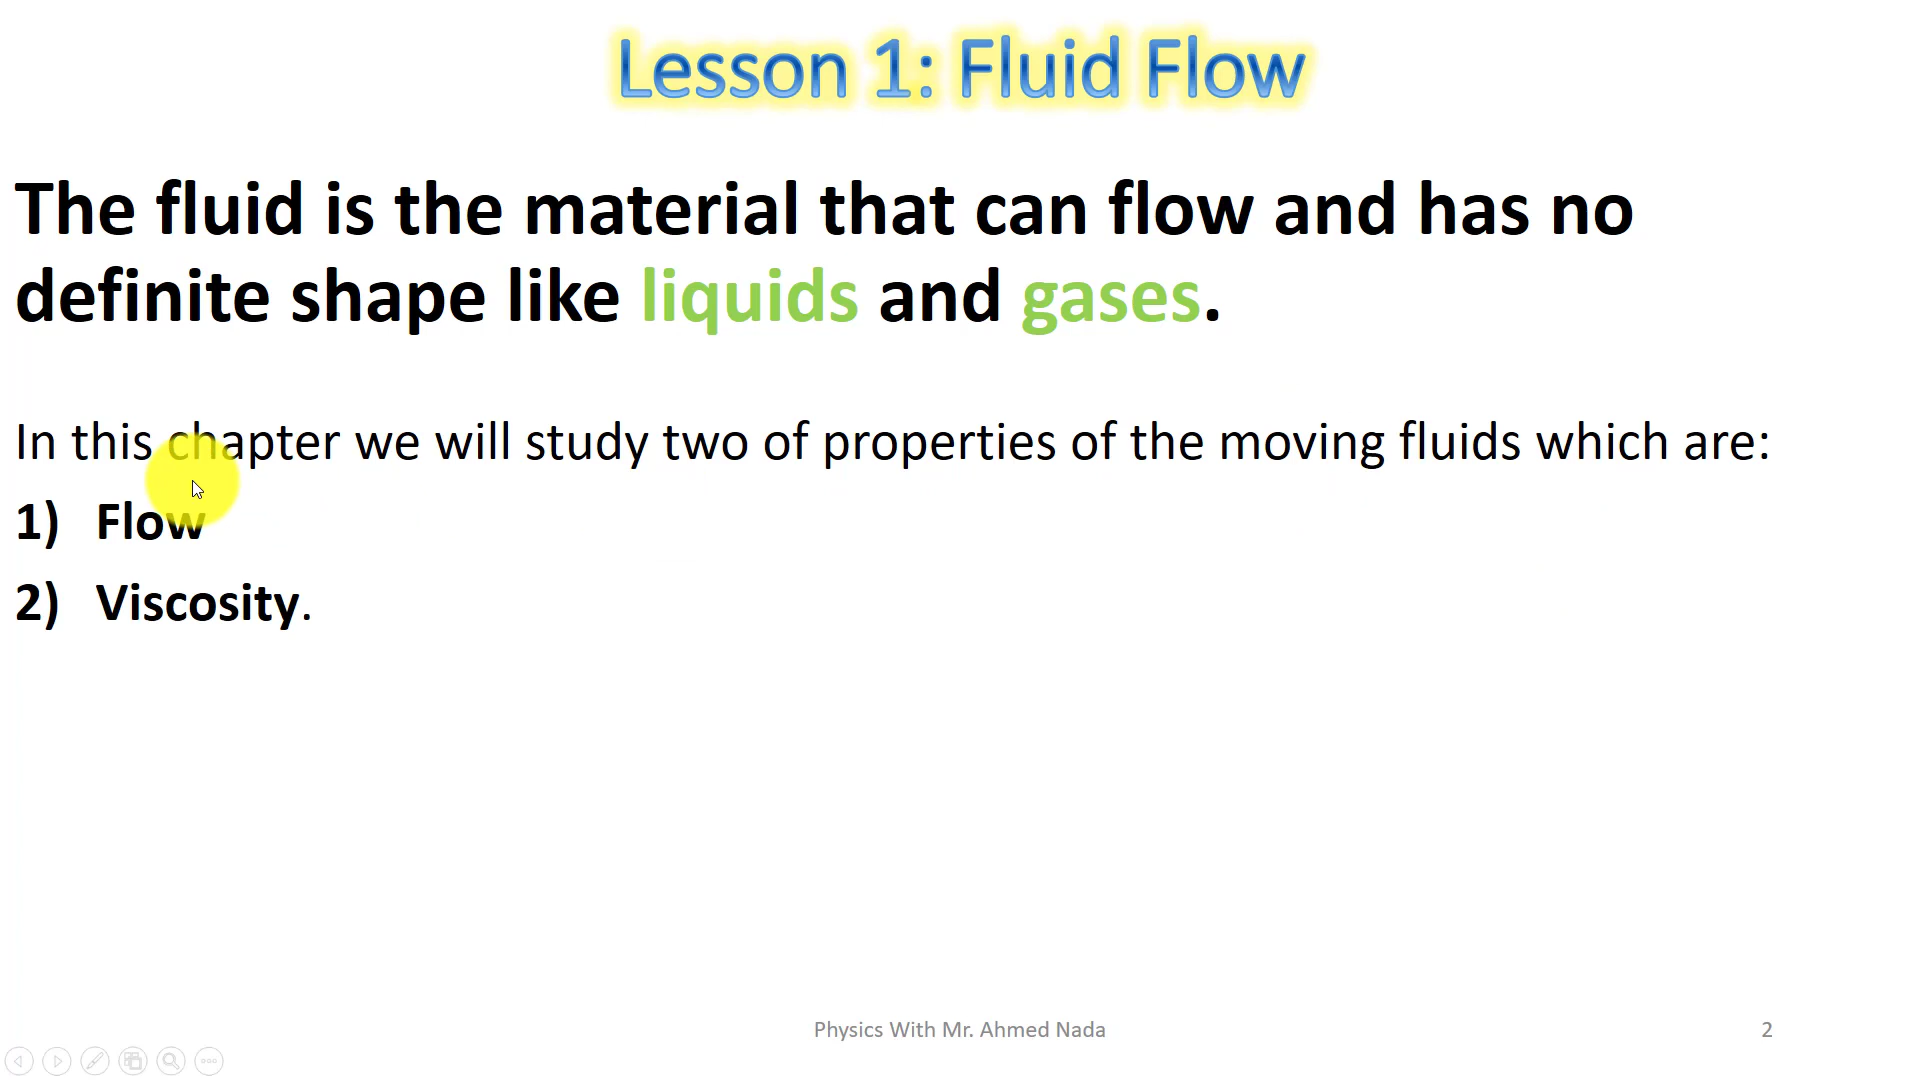 Lesson 1: Fluid Flow
The fluid is the material that can flow and has no
definite shape like liquids and gases.
In this chapter we will study two of properties of the moving fluids which are:
1) Flow
2) Viscosity.
Physics With Mr. Ahmed Nada
2